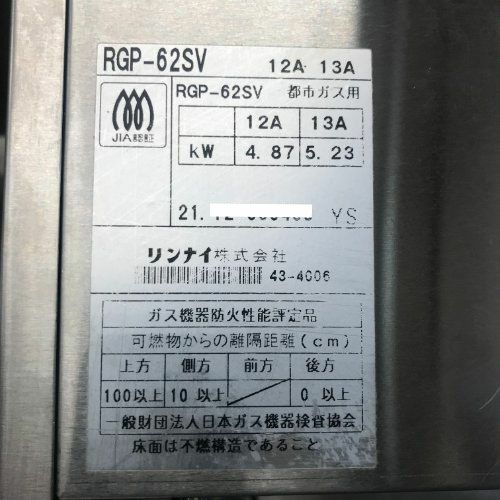 RGP-62SV 12A 13A
JIA認証
RGP-62SV 都市ガス用
12A 13A
kW 4.87 5.23
21. YS
リンナイ株式会社
43-4006
ガス機器防火性能評定品
可燃物からの離隔距離(cm)
上方 側方 前方 後方
100以上 10以上 0以上
一般財団法人日本ガス機器検査協会
床面は不燃構造であること